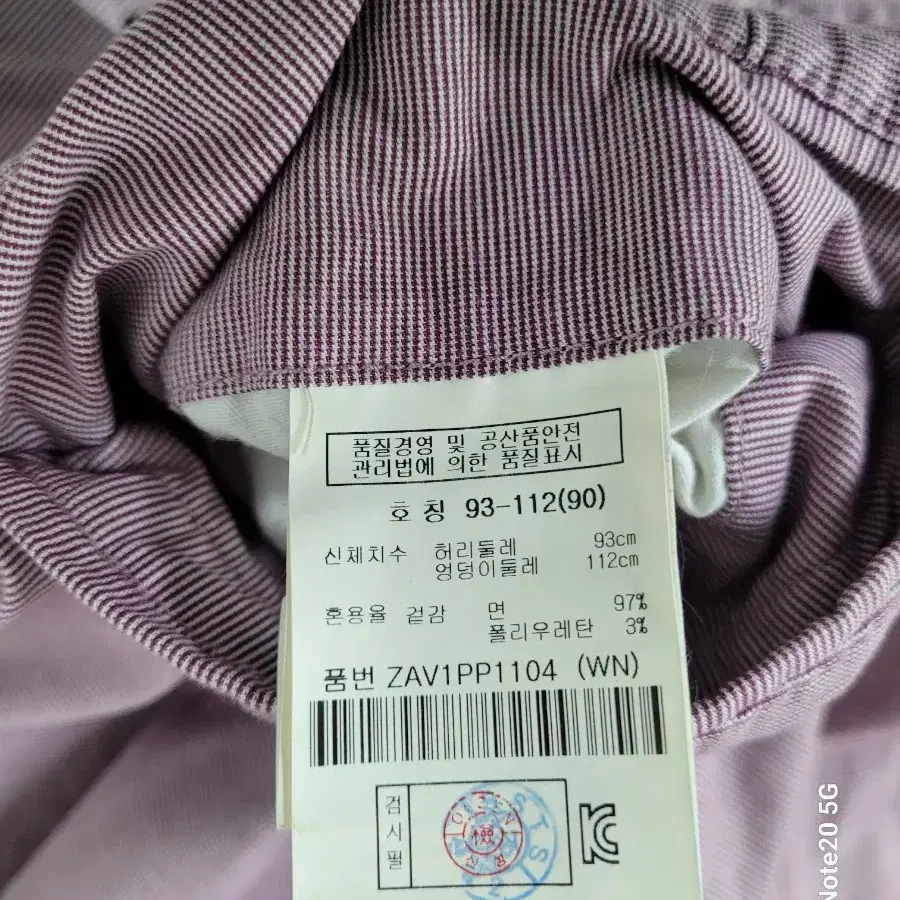 품질경영 및 공산품안전
관리법에 의한 품질표시
호 칭 93-112(90)
신체치수 허리둘레 93cm
엉덩이둘레 112cm
혼용율 겉감 면 97%
폴리우레탄 3%
품번 ZAV1PP1104 (WN)
검사필
檢
Note20 5G